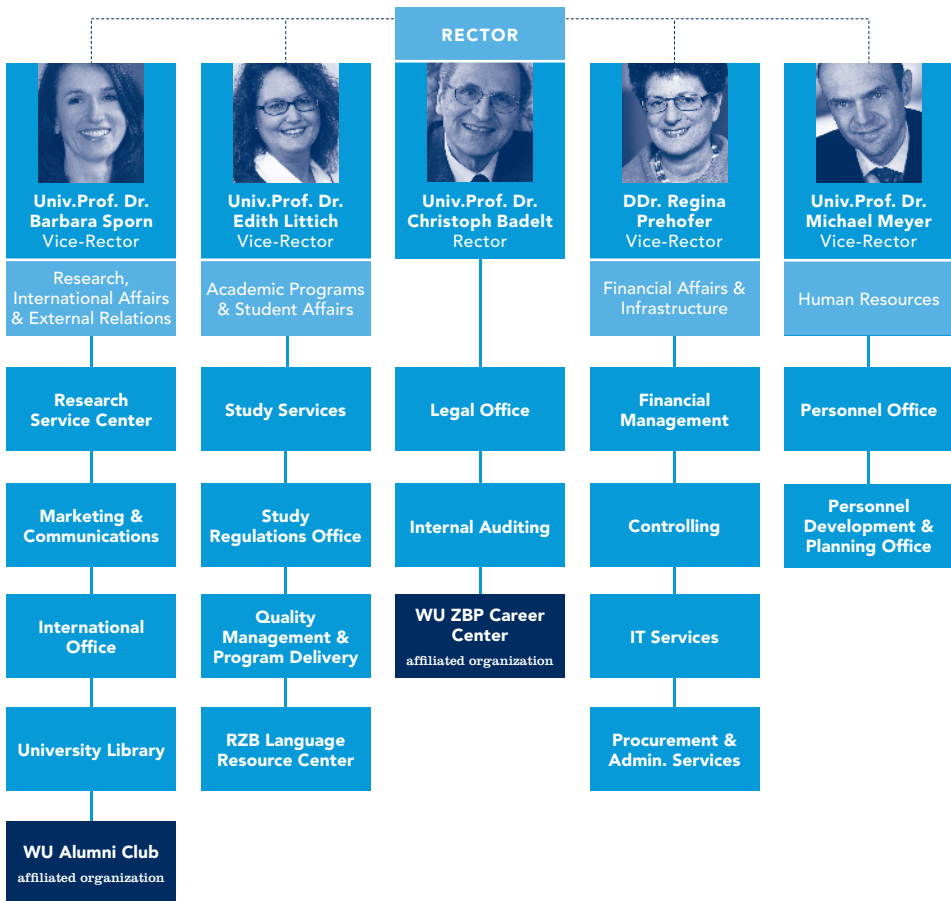 RECTOR
Univ.Prof. Dr.
Barbara Sporn
Vice-Rector
Research,
International Affairs
& External Relations
Research
Service Center
Marketing &
Communications
International
Office
University Library
WU Alumni Club
affiliated organization
Univ.Prof. Dr.
Edith Littich
Vice-Rector
Academic Programs
& Student Affairs
Study Services
Study
Regulations Office
Quality
Management &
Program Delivery
RZB Language
Resource Center
Univ.Prof. Dr.
Christoph Badelt
Rector
Legal Office
Internal Auditing
WU ZBP Career
Center
affiliated organization
DDr. Regina
Prehofer
Vice-Rector
Financial Affairs &
Infrastructure
Financial
Management
Controlling
IT Services
Procurement &
Admin. Services
Univ.Prof. Dr.
Michael Meyer
Vice-Rector
Human Resources
Personnel Office
Personnel
Development &
Planning Office